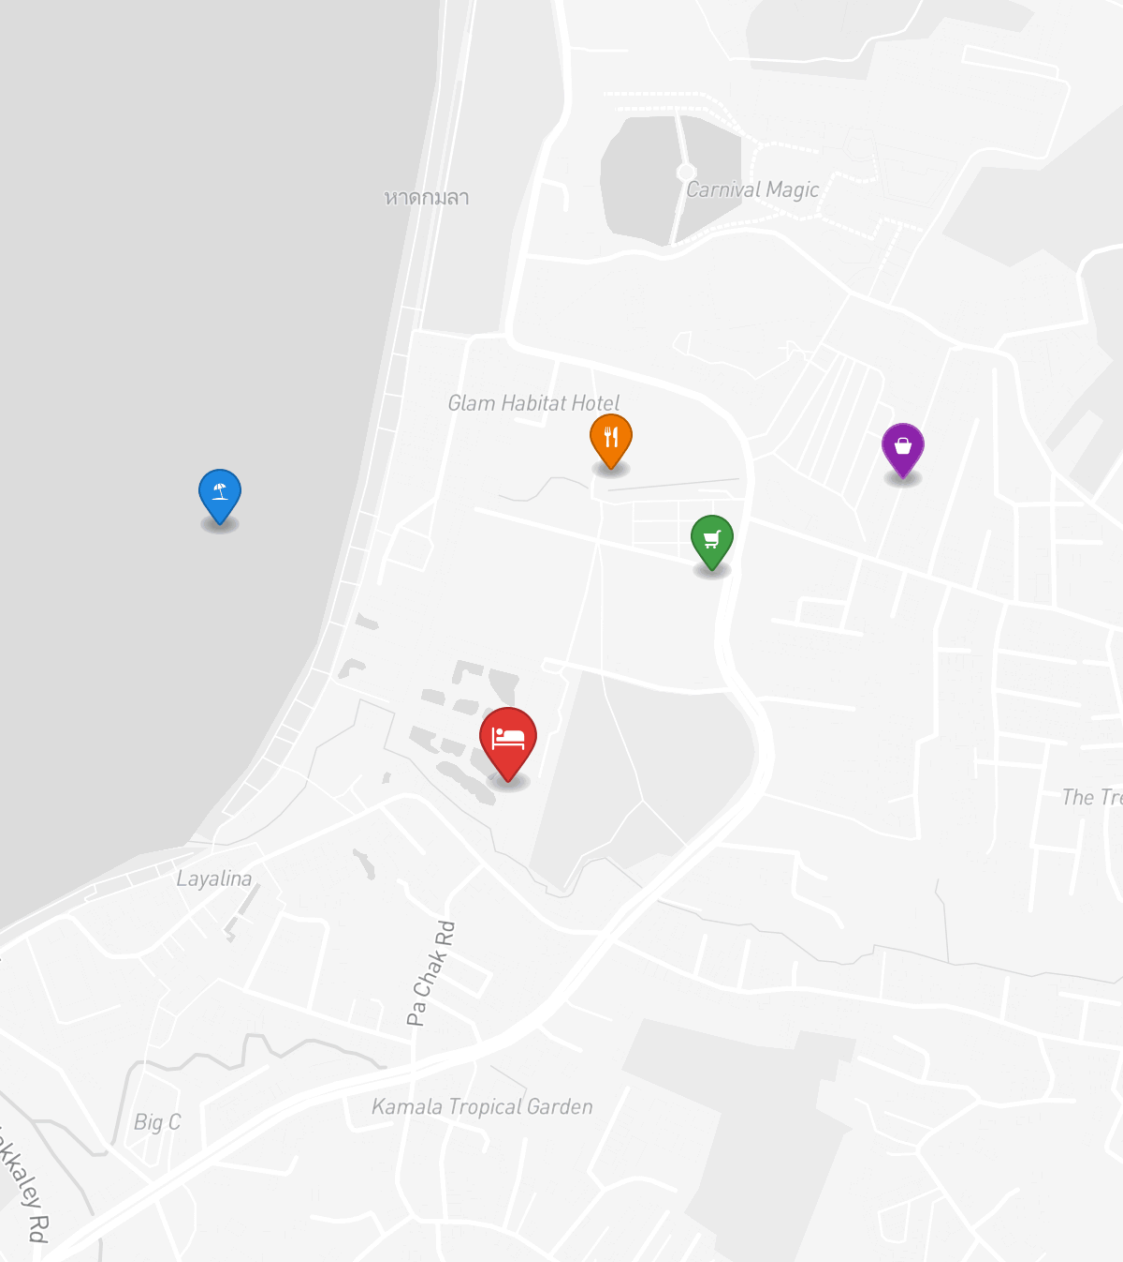 Carnival Magic
หาดกมลา
Glam Habitat Hotel
The Tre
Layalina
Pa Chak Rd
Kamala Tropical Garden
Big C
akkaley Rd